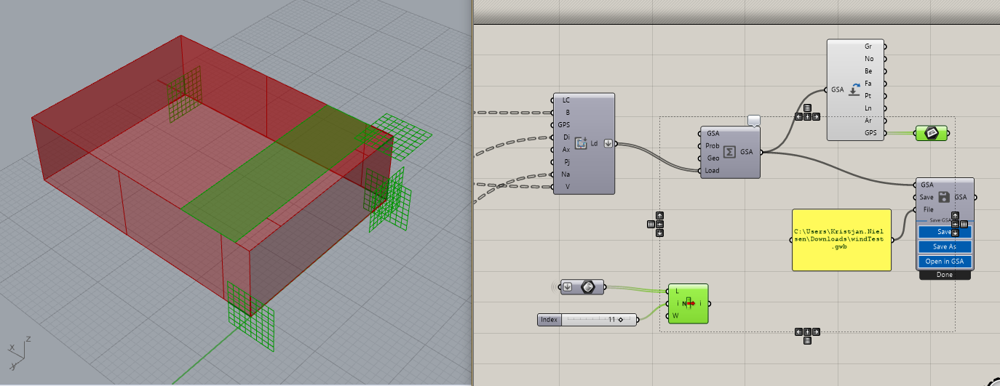 z
x
y
LC
B
GPS
Di
Ax
Pj
Na
V
Ld
GSA
Prob
Geo
Load
GSA
GSA
Gr
No
Be
Fa
Pt
Ln
Ar
GPS
GSA
Save
File
GSA
Save GSA
Save
Save As
Open in GSA
Done
C:\Users\Kristjan.Niel
sen\Downloads\windTest
.gwb
Index
11
L
i
W
N
i